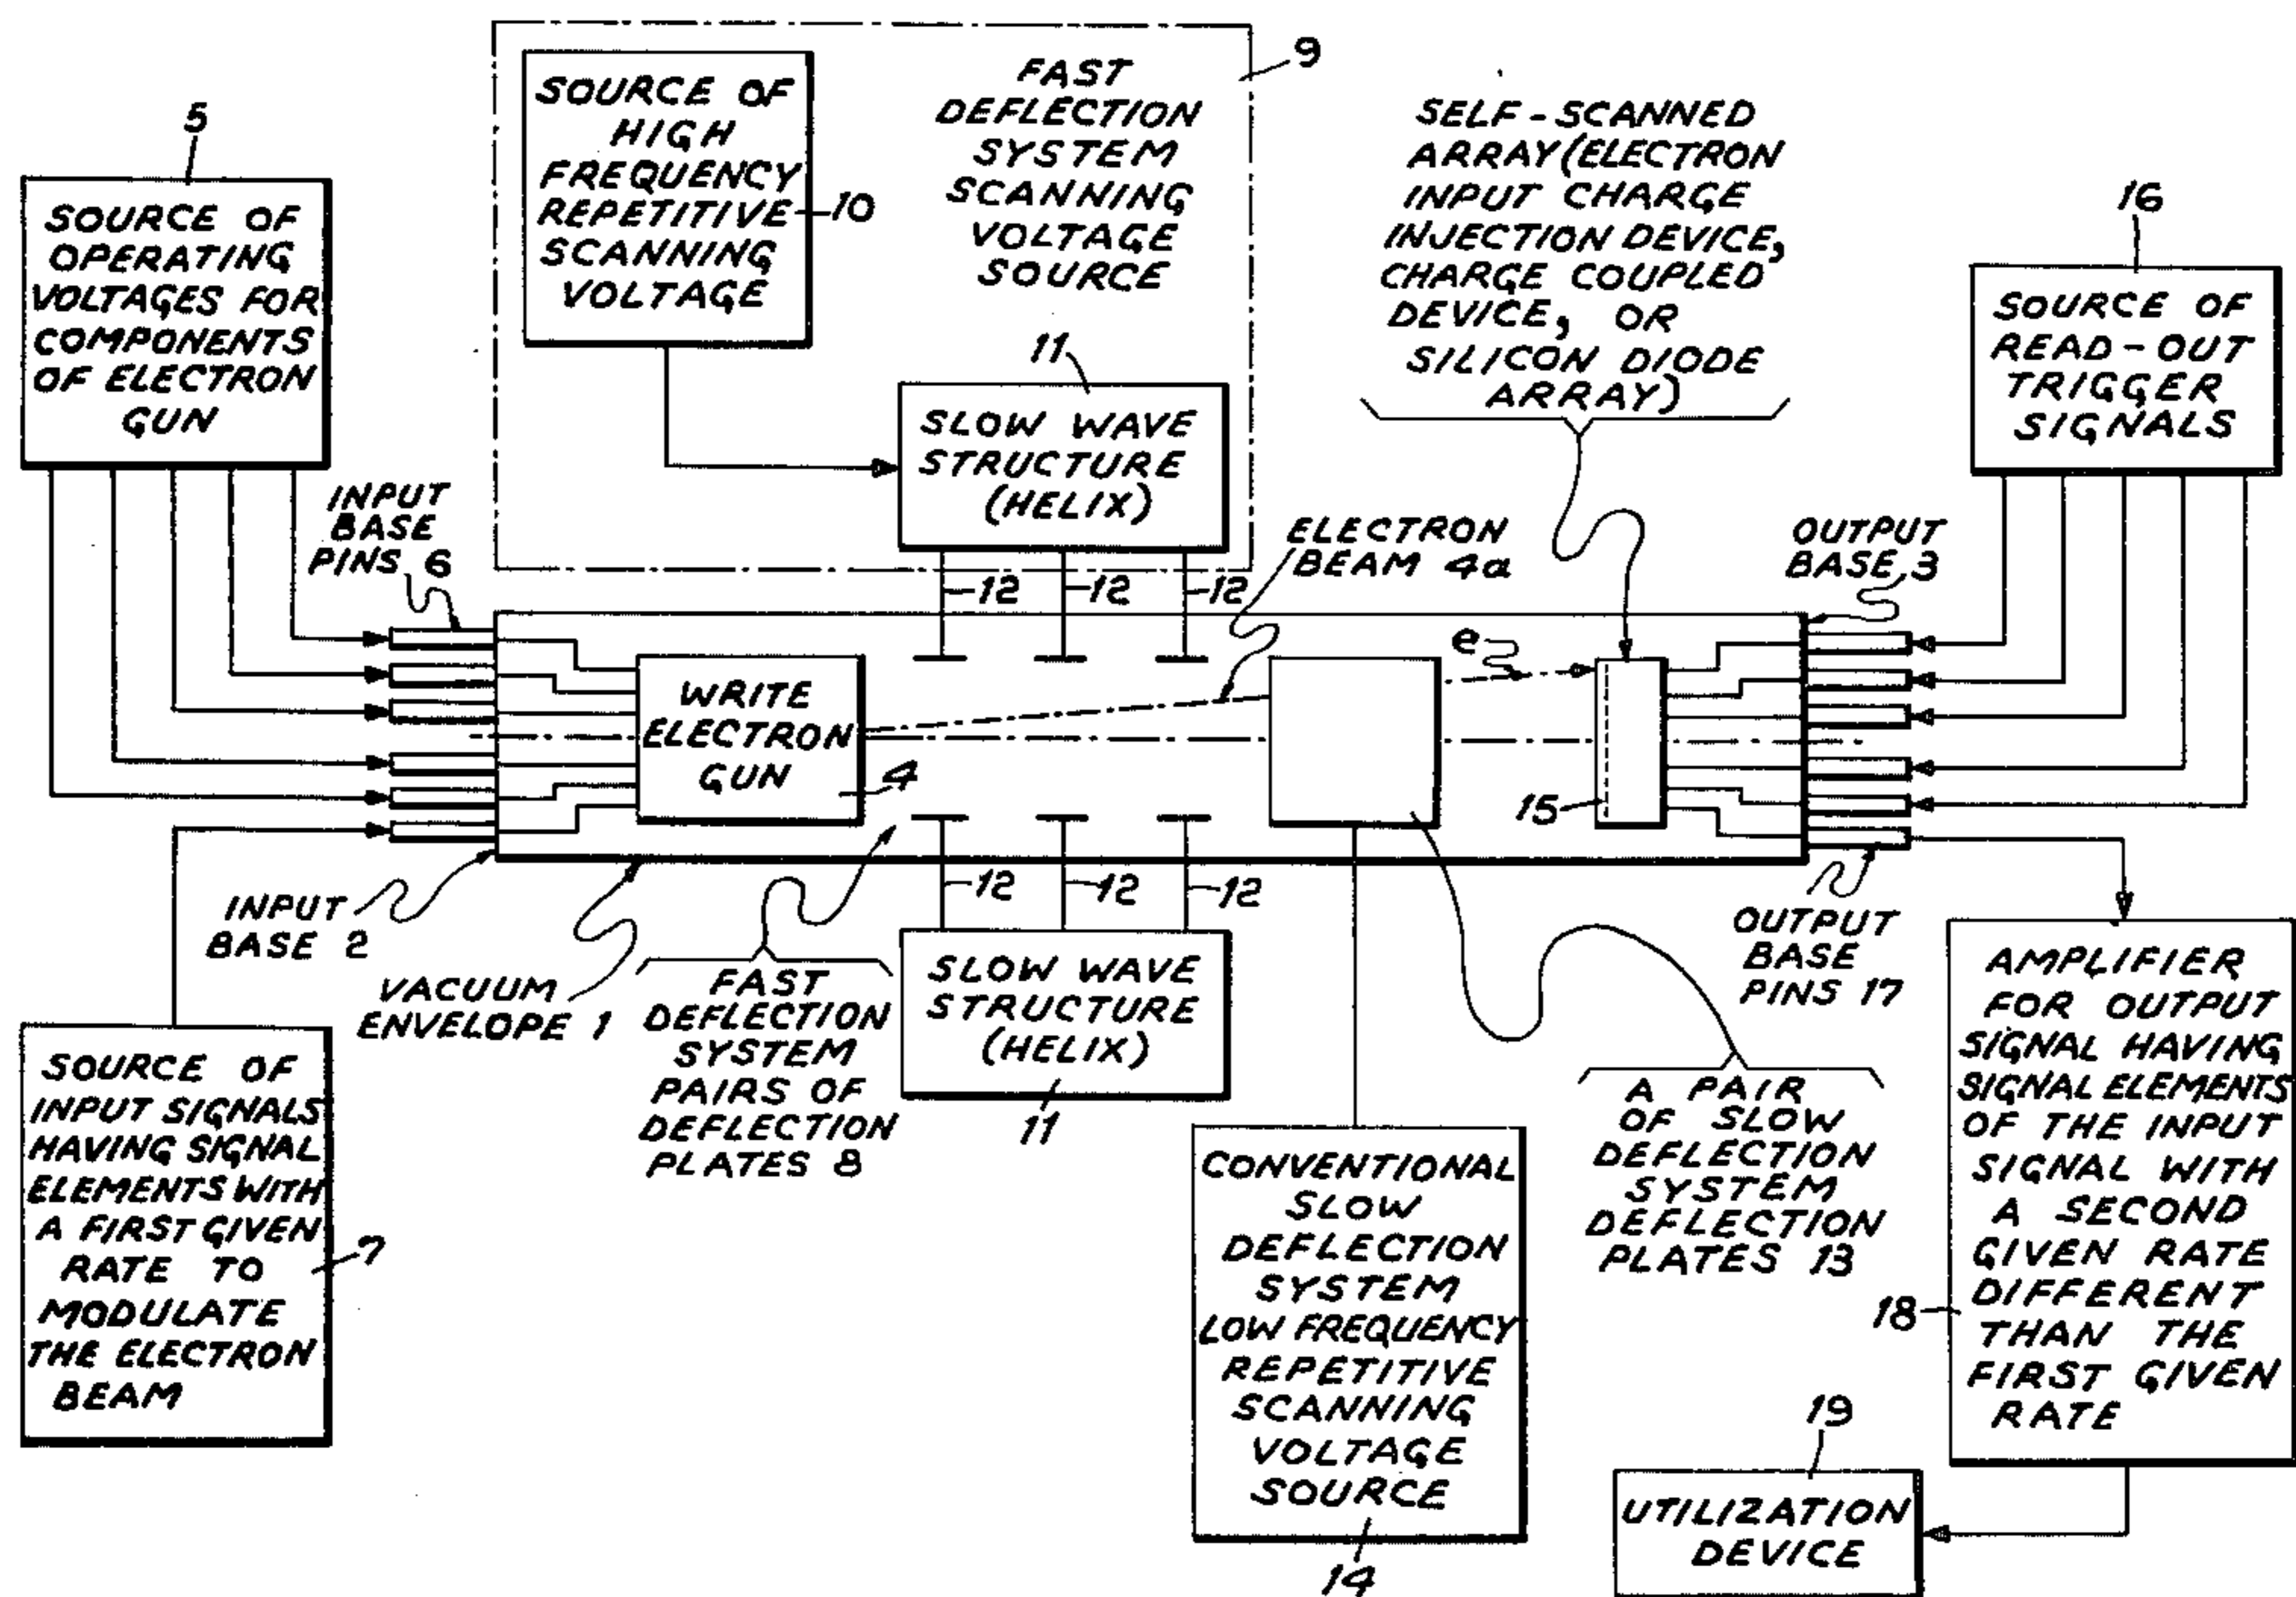 5
SOURCE OF
OPERATING
VOLTAGES FOR
COMPONENTS
OF ELECTRON
GUN
INPUT
BASE
PINS 6
SOURCE OF
HIGH
FREQUENCY
REPETITIVE
SCANNING
VOLTAGE
10
FAST
DEFLECTION
SYSTEM
SCANNING
VOLTAGE
SOURCE
9
11
SLOW WAVE
STRUCTURE
(HELIX)
SELF-SCANNED
ARRAY (ELECTRON
INPUT CHARGE
INJECTION DEVICE,
CHARGE COUPLED
DEVICE, OR
SILICON DIODE
ARRAY)
16
SOURCE OF
READ-OUT
TRIGGER
SIGNALS
ELECTRON
BEAM 4a
OUTPUT
BASE 3
12
12
12
e
WRITE
ELECTRON
GUN
4
15
12
12
12
INPUT
BASE 2
VACUUM
ENVELOPE 1
FAST
DEFLECTION
SYSTEM
PAIRS OF
DEFLECTION
PLATES 8
SLOW WAVE
STRUCTURE
(HELIX)
11
OUTPUT
BASE
PINS 17
SOURCE OF
INPUT SIGNALS
HAVING SIGNAL
ELEMENTS WITH
A FIRST GIVEN
RATE TO
MODULATE
THE ELECTRON
BEAM
7
CONVENTIONAL
SLOW
DEFLECTION
SYSTEM
LOW FREQUENCY
REPETITIVE
SCANNING
VOLTAGE
SOURCE
14
A PAIR
OF SLOW
DEFLECTION
SYSTEM
DEFLECTION
PLATES 13
AMPLIFIER
FOR OUTPUT
SIGNAL HAVING
SIGNAL ELEMENTS
OF THE INPUT
SIGNAL WITH
A SECOND
GIVEN RATE
DIFFERENT
THAN THE
FIRST GIVEN
RATE
18
19
UTILIZATION
DEVICE